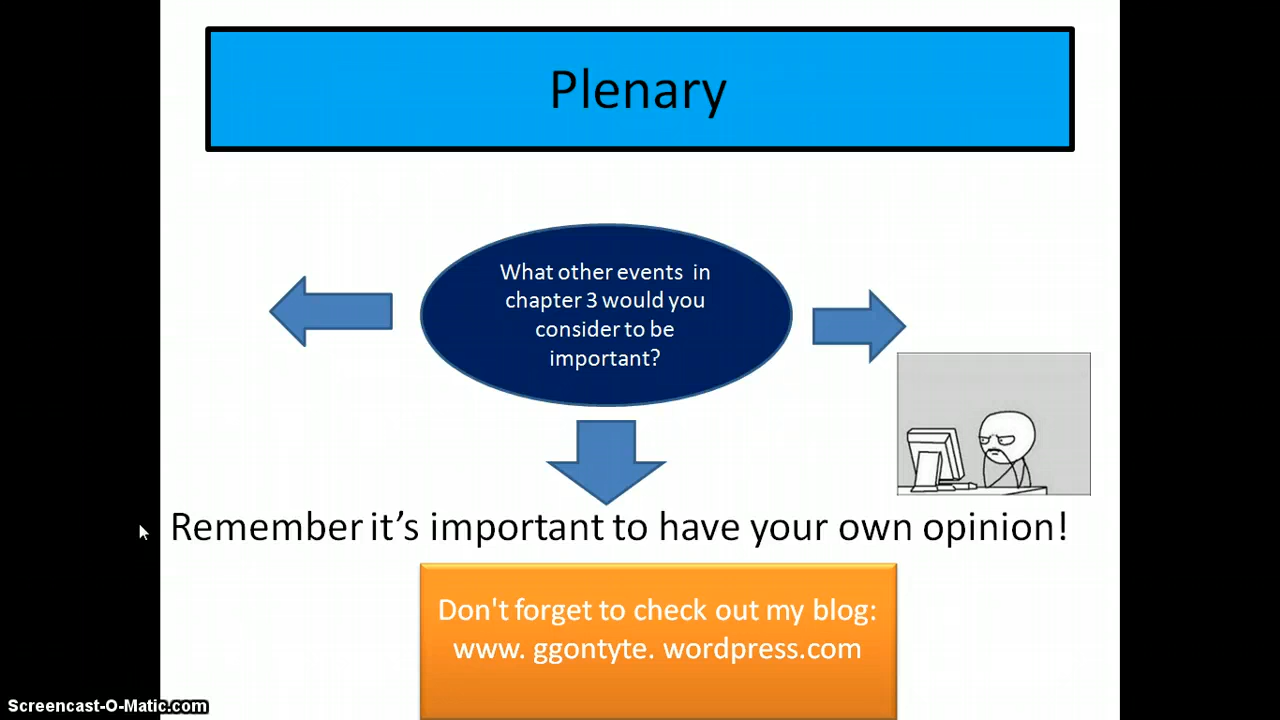 Plenary
What other events in
chapter 3 would you
consider to be
important?
Remember it's important to have your own opinion!
Don't forget to check out my blog:
www. ggontyte. wordpress.com
Screencast-O-Matic.com